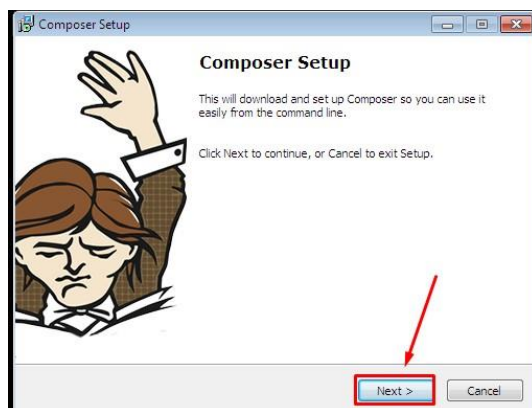 Composer Setup
Composer Setup
This will download and set up Composer so you can use it
easily from the command line.
Click Next to continue, or Cancel to exit Setup.
Next >
Cancel